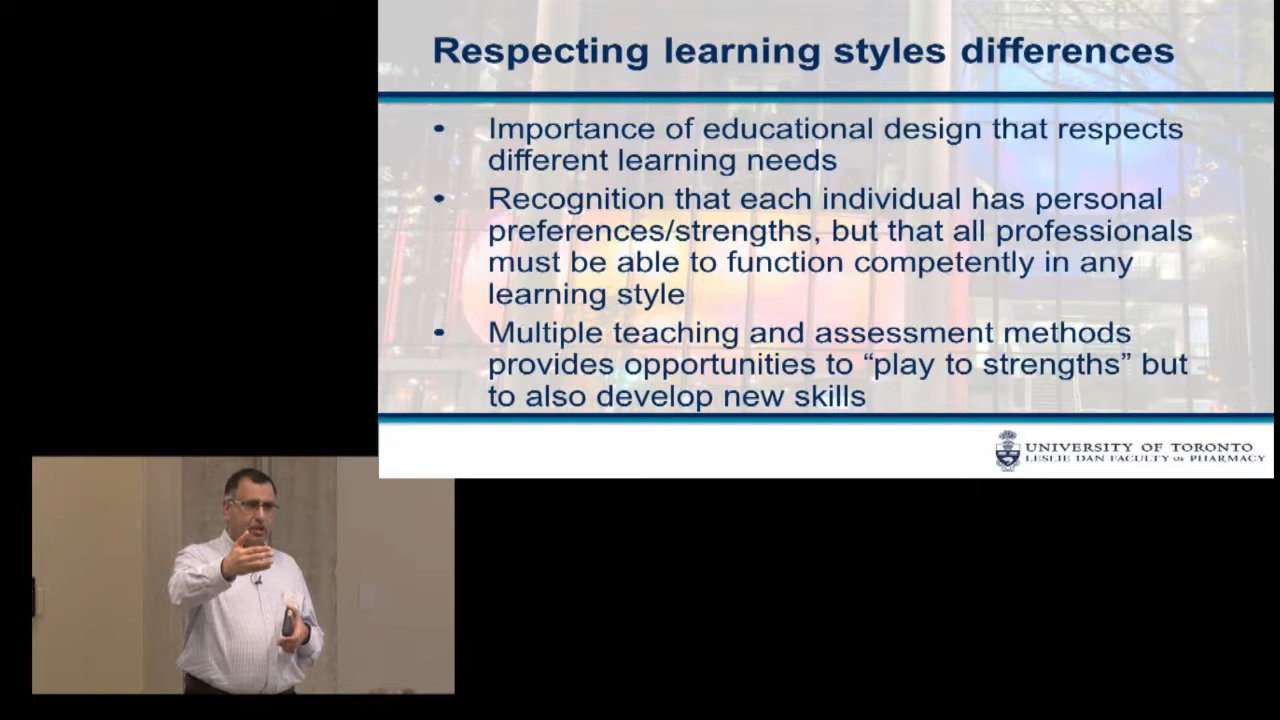 Respecting learning styles differences
• Importance of educational design that respects
different learning needs
• Recognition that each individual has personal
preferences/strengths, but that all professionals
must be able to function competently in any
learning style
• Multiple teaching and assessment methods
provides opportunities to “play to strengths” but
to also develop new skills
UNIVERSITY OF TORONTO
LESLIE DAN FACULTY OF PHARMACY